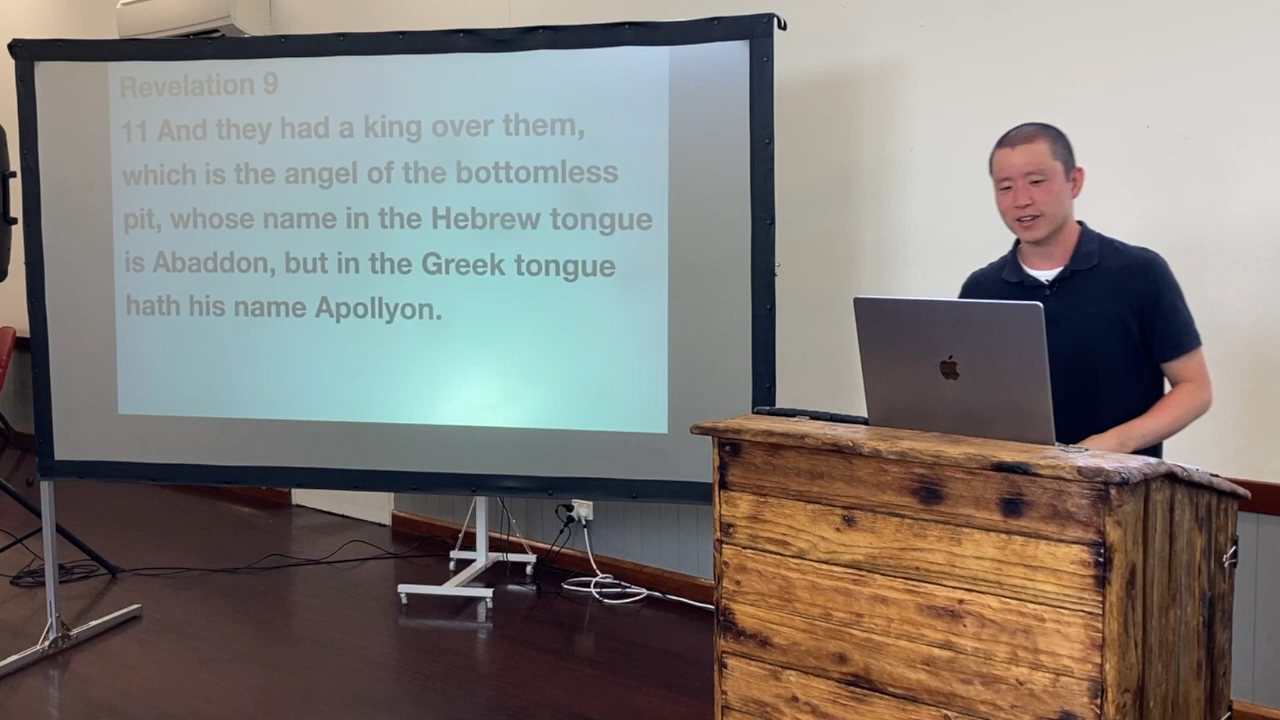 Revelation 9
11 And they had a king over them,
which is the angel of the bottomless
pit, whose name in the Hebrew tongue
is Abaddon, but in the Greek tongue
hath his name Apollyon.